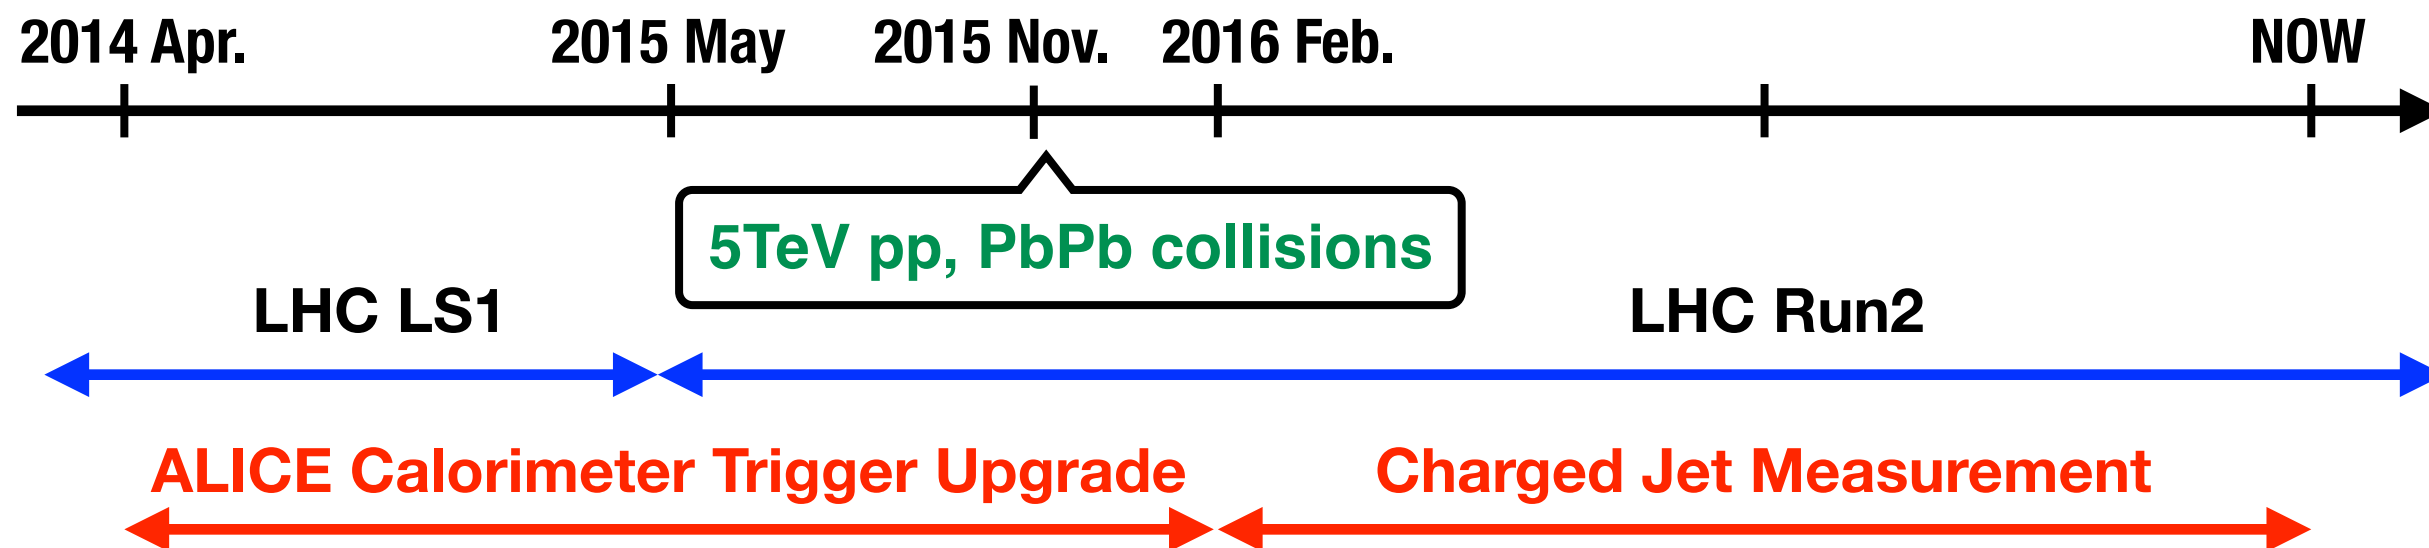 2014 Apr.
2015 May
2015 Nov.
2016 Feb.
NOW
5TeV pp, PbPb collisions
LHC LS1
LHC Run2
ALICE Calorimeter Trigger Upgrade
Charged Jet Measurement